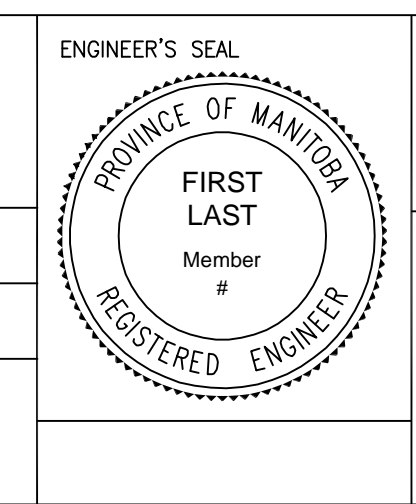 ENGINEER'S SEAL
PROVINCE OF MANITOBA
FIRST
LAST
Member
#
REGISTERED ENGINEER